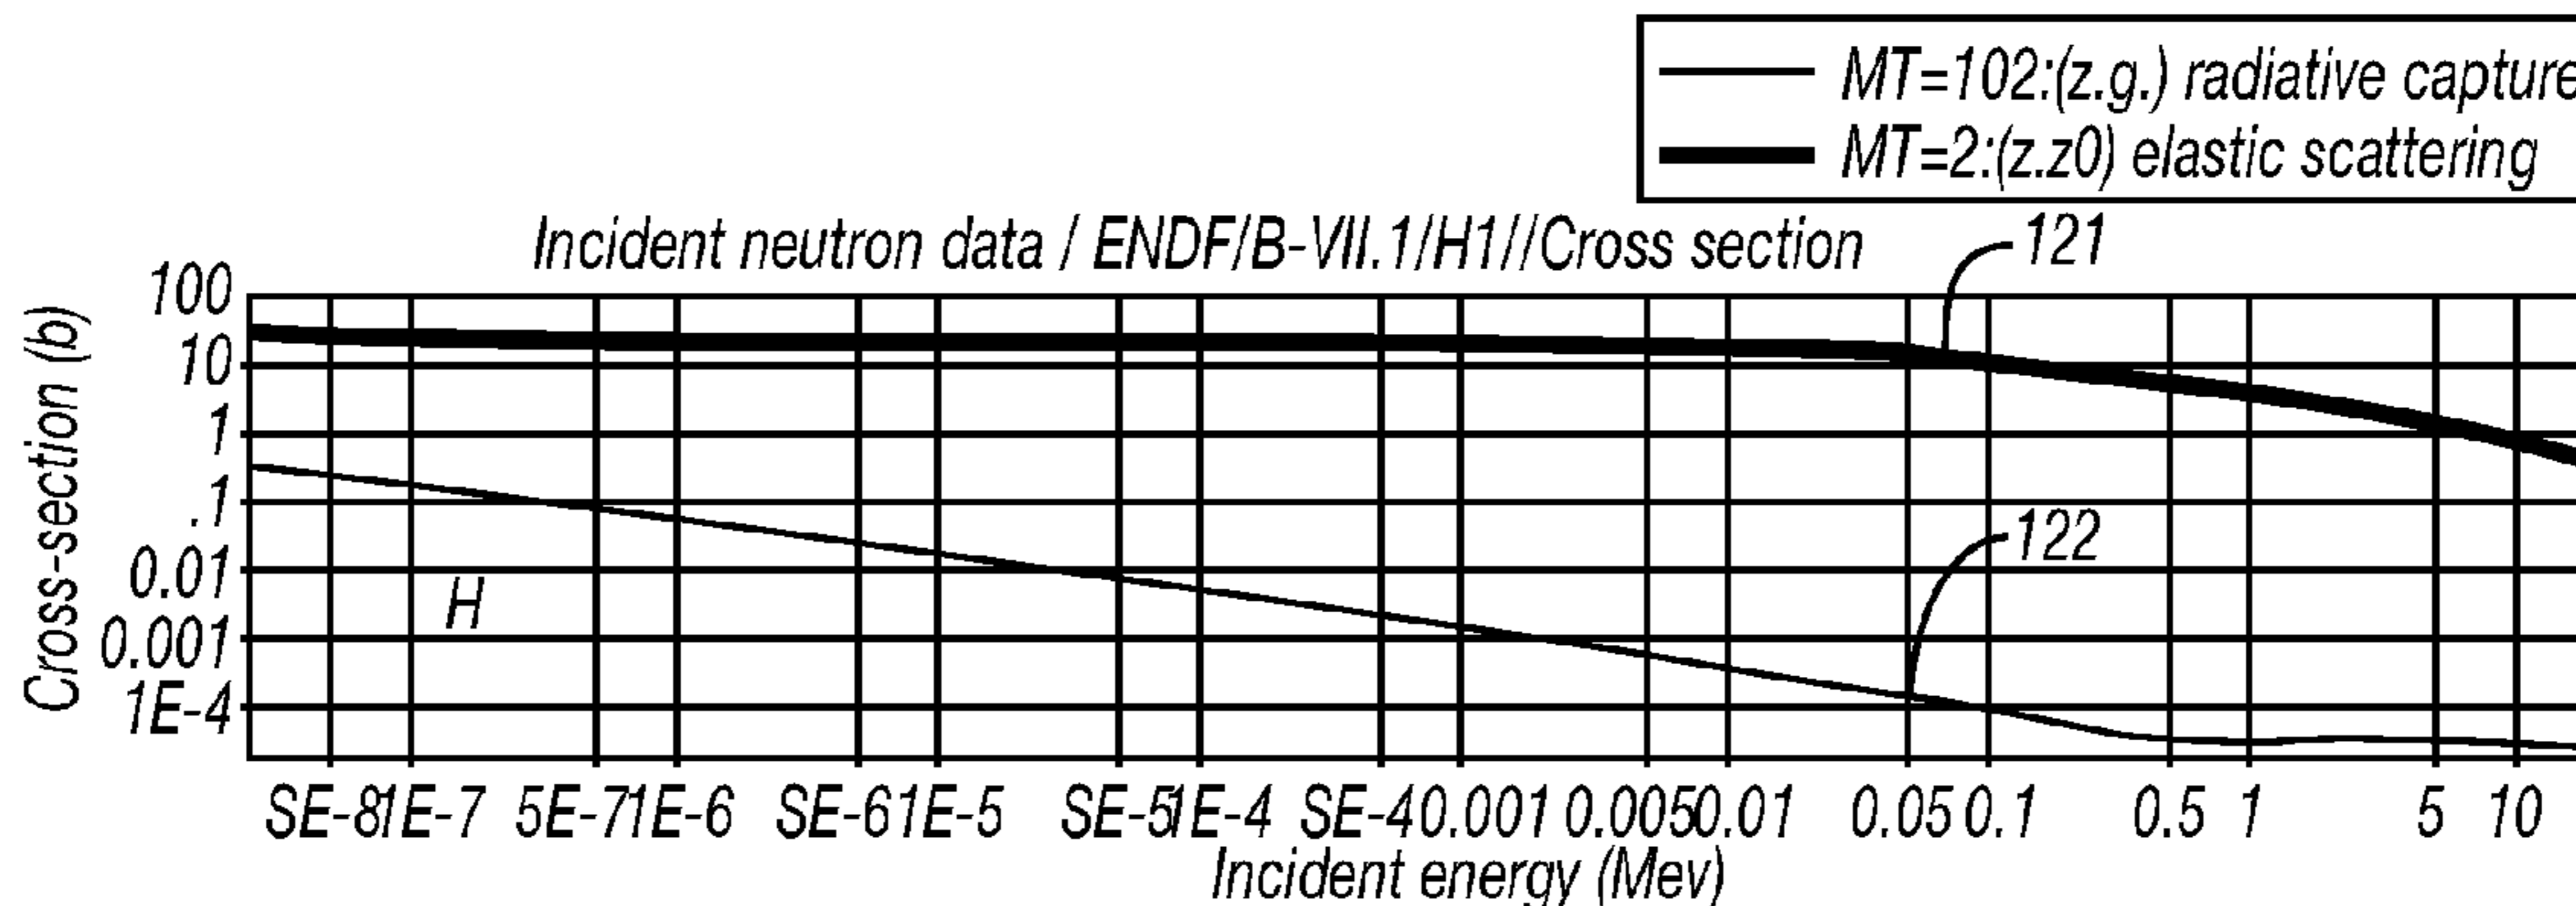 MT=102:(z.g.) radiative capture
MT=2:(z.z0) elastic scattering
Incident neutron data / ENDF/B-VII.1/H1//Cross section
121
Cross-section (b)
100
10
1
.1
0.01
0.001
1E-4
H
122
SE-8 1E-7 5E-7 1E-6 SE-6 1E-5 SE-5 1E-4 SE-4 0.001 0.005 0.01 0.05 0.1 0.5 1 5 10
Incident energy (Mev)